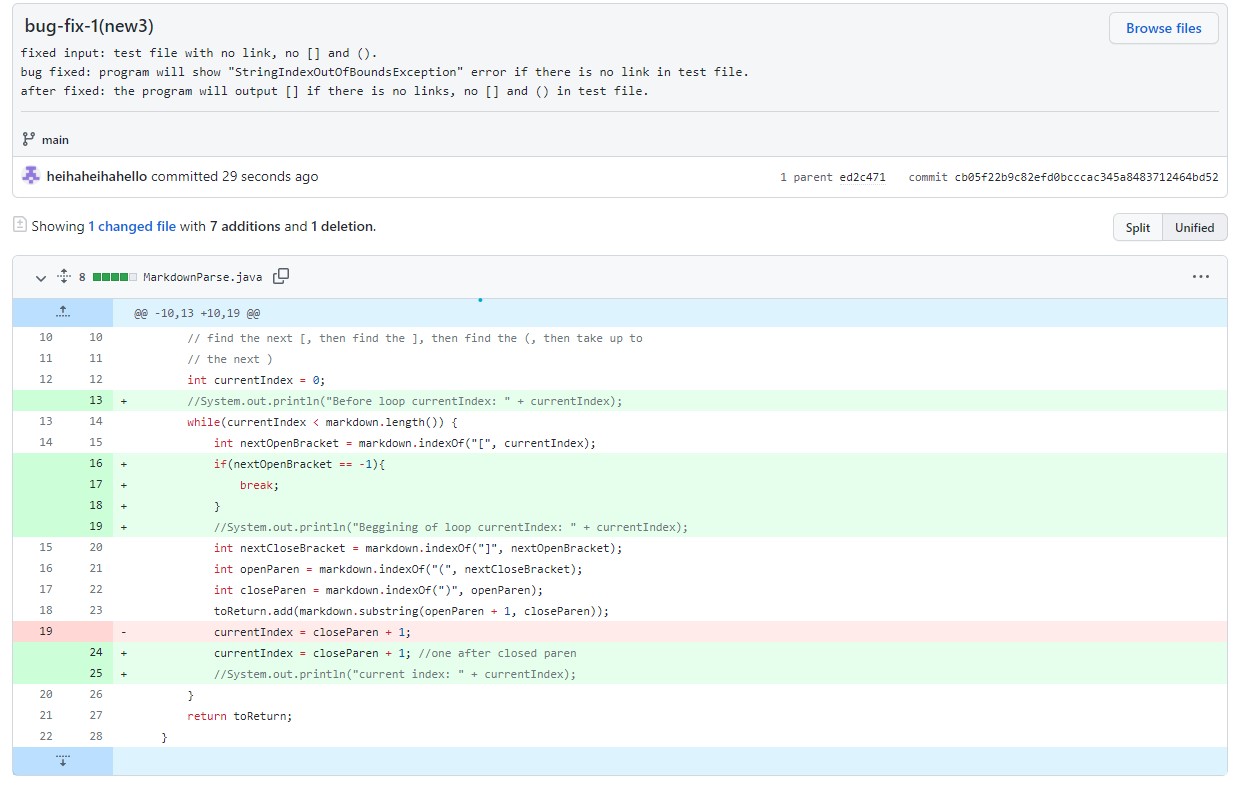 bug-fix-1(new3)
Browse files
fixed input: test file with no link, no [] and ().
bug fixed: program will show "StringIndexOutOfBoundsException" error if there is no link in test file.
after fixed: the program will output [] if there is no links, no [] and () in test file.
main
heihaheihahello committed 29 seconds ago
1 parent ed2c471 commit cb05f22b9c82efd0bcccac345a8483712464bd52
Showing 1 changed file with 7 additions and 1 deletion.
Split Unified
8 MarkdownParse.java
@@ -10,13 +10,19 @@
10 10 // find the next [, then find the ], then find the (, then take up to
11 11 // the next )
12 12 int currentIndex = 0;
13 + //System.out.println("Before loop currentIndex: " + currentIndex);
13 14 while(currentIndex < markdown.length()) {
14 15 int nextOpenBracket = markdown.indexOf("[", currentIndex);
16 + if(nextOpenBracket == -1){
17 + break;
18 + }
19 + //System.out.println("Beggining of loop currentIndex: " + currentIndex);
15 20 int nextCloseBracket = markdown.indexOf("]", nextOpenBracket);
16 21 int openParen = markdown.indexOf("(", nextCloseBracket);
17 22 int closeParen = markdown.indexOf(")", openParen);
18 23 toReturn.add(markdown.substring(openParen + 1, closeParen));
19 - currentIndex = closeParen + 1;
24 + currentIndex = closeParen + 1; //one after closed paren
25 + //System.out.println("current index: " + currentIndex);
20 26 }
21 27 return toReturn;
22 28 }